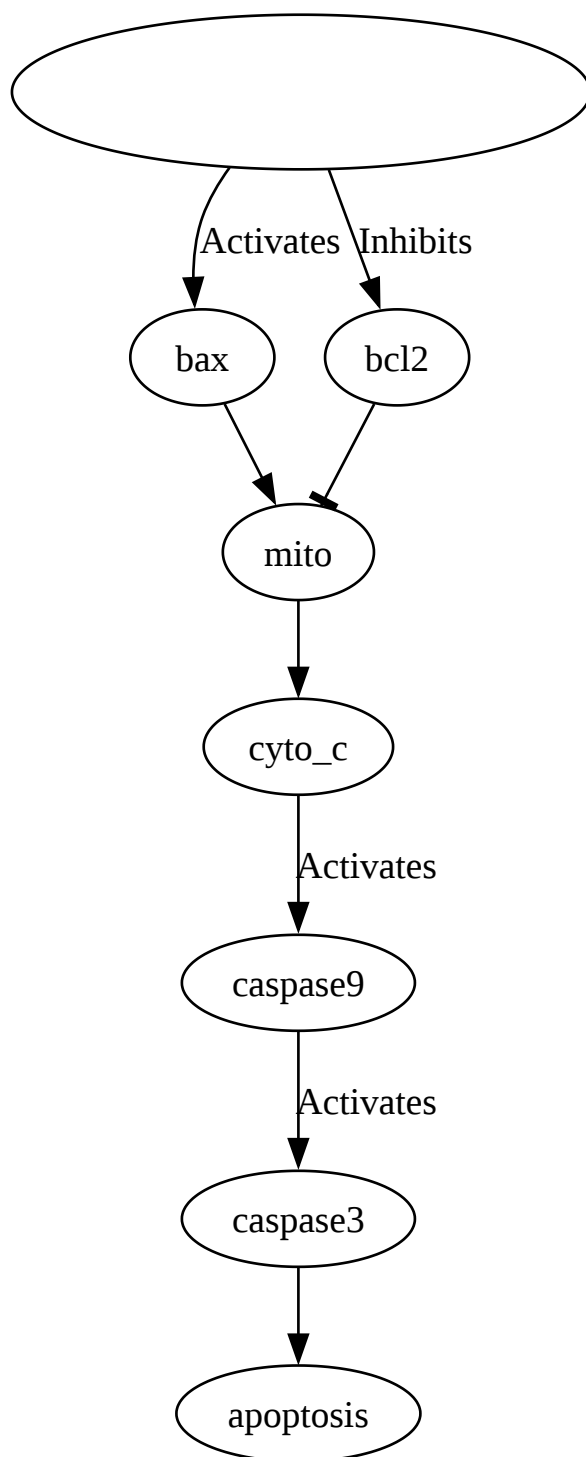 Activates Inhibits
bax bcl2
mito
cyto_c
Activates
caspase9
Activates
caspase3
apoptosis